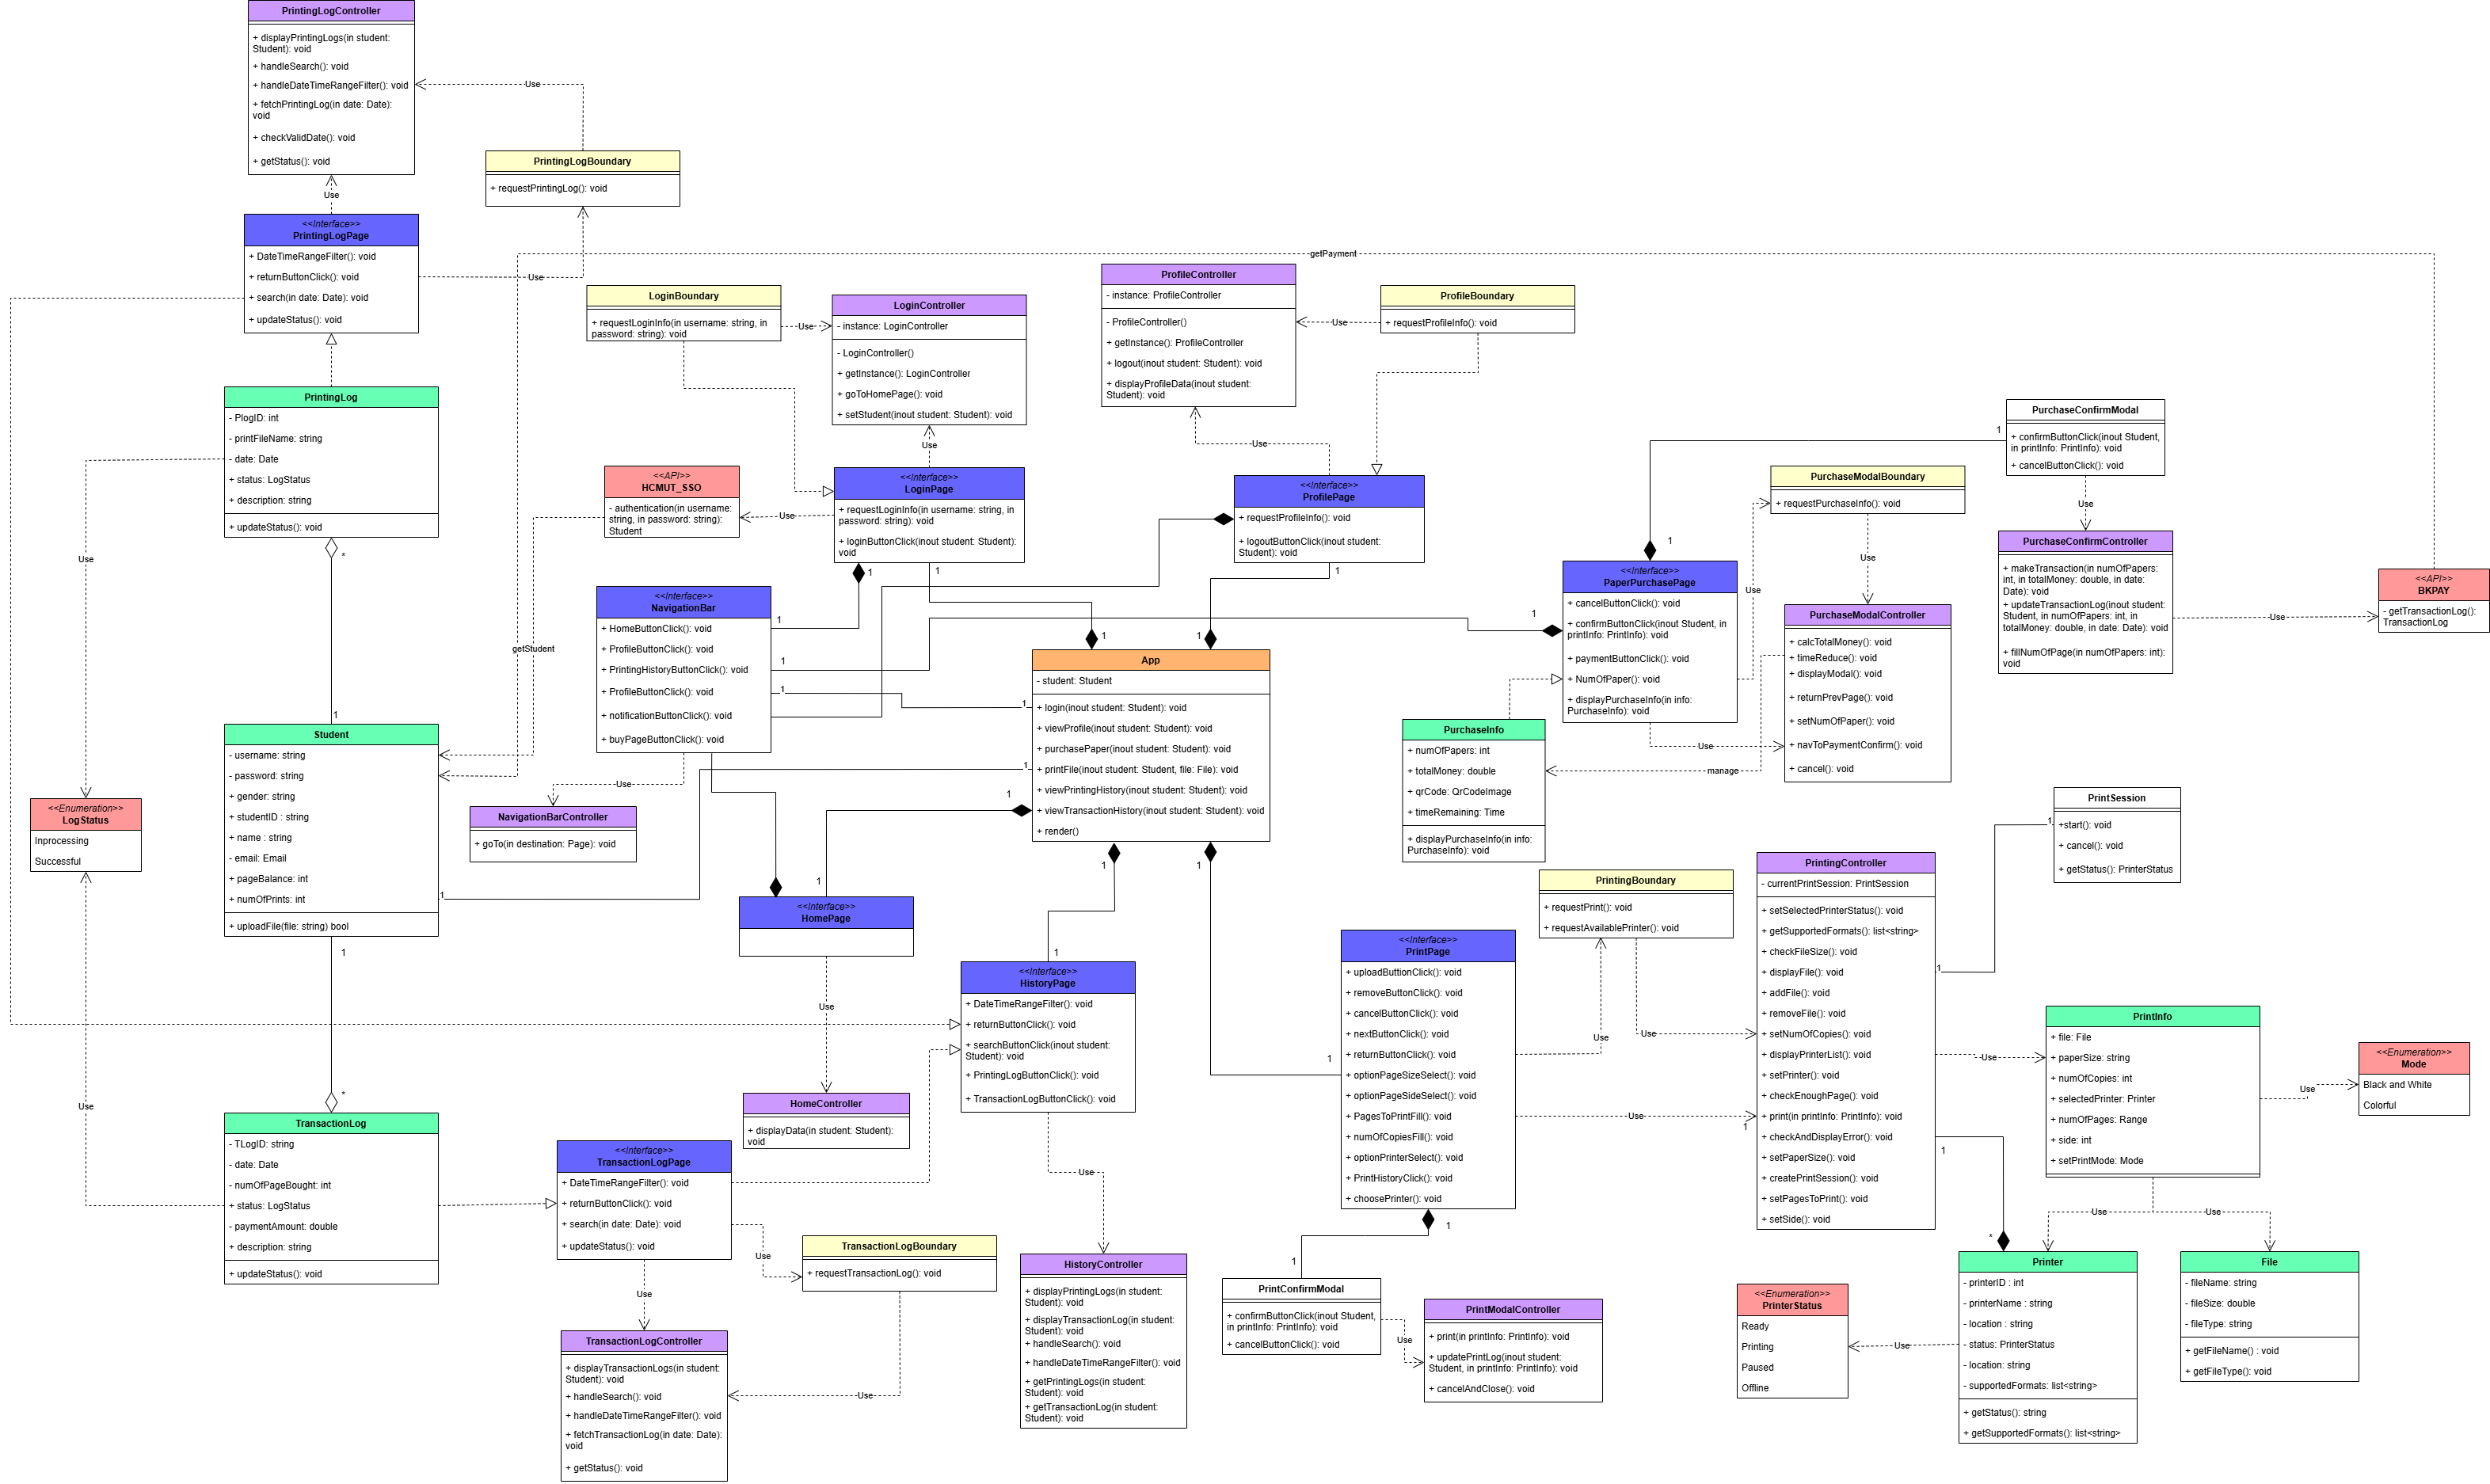 PrintingLogController
+ displayPrintingLogs(in student:
Student): void
+ handleSearch(): void
+ handleDateTimeRangeFilter(): void
+ fetchPrintingLog(in date: Date):
void
+ checkValidDate(): void
+ getStatus(): void
Use
Use
PrintingLogBoundary
+ requestPrintingLog(): void
<<Interface>>
PrintingLogPage
+ DateTimeRangeFilter(): void
+ returnButtonClick(): void
+ search(in date: Date): void
+ updateStatus(): void
Use
getPayment
LoginBoundary
+ requestLoginInfo(in username: string, in
password: string): void
Use
LoginController
- instance: LoginController
- LoginController()
+ getInstance(): LoginController
+ goToHomePage(): void
+ setStudent(inout student: Student): void
Use
ProfileController
- instance: ProfileController
- ProfileController()
+ getInstance(): ProfileController
+ logout(inout student: Student): void
+ displayProfileData(inout student:
Student): void
Use
Use
ProfileBoundary
+ requestProfileInfo(): void
PrintingLog
- PlogID: int
- printFileName: string
- date: Date
+ status: LogStatus
+ description: string
+ updateStatus(): void
*
1
Use
<<API>>
HCMUT_SSO
- authentication(in username:
string, in password: string):
Student
Use
<<Interface>>
LoginPage
+ requestLoginInfo(in username: string, in
password: string): void
+ loginButtonClick(inout student: Student):
void
1
1
<<Interface>>
ProfilePage
+ requestProfileInfo(): void
+ logoutButtonClick(inout student:
Student): void
1
PurchaseConfirmModal
+ confirmButtonClick(inout Student,
in printInfo: PrintInfo): void
+ cancelButtonClick(): void
1
1
Use
PurchaseModalBoundary
+ requestPurchaseInfo(): void
Use
Use
PurchaseConfirmController
+ makeTransaction(in numOfPapers:
int, in totalMoney: double, in date:
Date): void
+ updateTransactionLog(inout student:
Student, in numOfPapers: int, in
totalMoney: double, in date: Date): void
+ fillNumOfPage(in numOfPapers: int):
void
Use
<<API>>
BKPAY
- getTransactionLog():
TransactionLog
<<Interface>>
PaperPurchasePage
+ cancelButtonClick(): void
+ confirmButtonClick(inout Student, in
printInfo: PrintInfo): void
+ paymentButtonClick(): void
+ NumOfPaper(): void
+ displayPurchaseInfo(in info:
PurchaseInfo): void
1
Use
PurchaseModalController
+ calcTotalMoney(): void
+ timeReduce(): void
+ displayModal(): void
+ returnPrevPage(): void
+ setNumOfPaper(): void
+ navToPaymentConfirm(): void
+ cancel(): void
manage
<<Interface>>
NavigationBar
+ HomeButtonClick(): void
+ ProfileButtonClick(): void
+ PrintingHistoryButtonClick(): void
+ ProfileButtonClick(): void
+ notificationButtonClick(): void
+ buyPageButtonClick(): void
1
1
1
getStudent
Use
NavigationBarController
+ goTo(in destination: Page): void
1
1
App
- student: Student
+ login(inout student: Student): void
+ viewProfile(inout student: Student): void
+ purchasePaper(inout student: Student): void
+ printFile(inout student: Student, file: File): void
+ viewPrintingHistory(inout student: Student): void
+ viewTransactionHistory(inout student: Student): void
+ render()
1
1
1
1
1
PurchaseInfo
+ numOfPapers: int
+ totalMoney: double
+ qrCode: QrCodeImage
+ timeRemaining: Time
+ displayPurchaseInfo(in info:
PurchaseInfo): void
Student
- username: string
- password: string
+ gender: string
+ studentID : string
+ name : string
- email: Email
+ pageBalance: int
+ numOfPrints: int
+ uploadFile(file: string) bool
1
1
*
<<Enumeration>>
LogStatus
Inprocessing
Successful
Use
1
<<Interface>>
HomePage
Use
HomeController
+ displayData(in student: Student):
void
1
<<Interface>>
HistoryPage
+ DateTimeRangeFilter(): void
+ returnButtonClick(): void
+ searchButtonClick(inout student:
Student): void
+ PrintingLogButtonClick(): void
+ TransactionLogButtonClick(): void
Use
HistoryController
+ displayPrintingLogs(in student:
Student): void
+ displayTransactionLog(in student:
Student): void
+ handleSearch(): void
+ handleDateTimeRangeFilter(): void
+ getPrintingLogs(in student:
Student): void
+ getTransactionLog(in student:
Student): void
PrintingBoundary
+ requestPrint(): void
+ requestAvailablePrinter(): void
Use
Use
<<Interface>>
PrintPage
+ uploadButtonClick(): void
+ removeButtonClick(): void
+ cancelButtonClick(): void
+ nextButtonClick(): void
+ returnButtonClick(): void
+ optionPageSizeSelect(): void
+ optionPageSideSelect(): void
+ PagesToPrintFill(): void
+ numOfCopiesFill(): void
+ optionPrinterSelect(): void
+ PrintHistoryClick(): void
+ choosePrinter(): void
1
1
Use
1
1
PrintingController
- currentPrintSession: PrintSession
+ setSelectedPrinterStatus(): void
+ getSupportedFormats(): list<string>
+ checkFileSize(): void
+ displayFile(): void
+ addFile(): void
+ removeFile(): void
+ setNumOfCopies(): void
+ displayPrinterList(): void
+ setPrinter(): void
+ checkEnoughPage(): void
+ print(in printInfo: PrintInfo): void
+ checkAndDisplayError(): void
+ setPaperSize(): void
+ createPrintSession(): void
+ setPagesToPrint(): void
+ setSide(): void
1
1
PrintSession
+start(): void
+ cancel(): void
+ getStatus(): PrinterStatus
Use
PrintInfo
+ file: File
+ paperSize: string
+ numOfCopies: int
+ selectedPrinter: Printer
+ numOfPages: Range
+ side: int
+ setPrintMode: Mode
Use
<<Enumeration>>
Mode
Black and White
Colorful
1
*
Use
Use
Printer
- printerID : int
- printerName : string
- location : string
- status: PrinterStatus
- location: string
- supportedFormats: list<string>
+ getStatus(): string
+ getSupportedFormats(): list<string>
File
- fileName: string
- fileSize: double
- fileType: string
+ getFileName() : void
+ getFileType(): void
Use
<<Enumeration>>
PrinterStatus
Ready
Printing
Paused
Offline
PrintConfirmModal
+ confirmButtonClick(inout Student,
in printInfo: PrintInfo): void
+ cancelButtonClick(): void
Use
PrintModalController
+ print(in printInfo: PrintInfo): void
+ updatePrintLog(inout student:
Student, in printInfo: PrintInfo): void
+ cancelAndClose(): void
TransactionLog
- TLogID: string
- date: Date
- numOfPageBought: int
+ status: LogStatus
- paymentAmount: double
+ description: string
+ updateStatus(): void
<<Interface>>
TransactionLogPage
+ DateTimeRangeFilter(): void
+ returnButtonClick(): void
+ search(in date: Date): void
+ updateStatus(): void
Use
Use
TransactionLogBoundary
+ requestTransactionLog(): void
Use
TransactionLogController
+ displayTransactionLogs(in student:
Student): void
+ handleSearch(): void
+ handleDateTimeRangeFilter(): void
+ fetchTransactionLog(in date: Date):
void
+ getStatus(): void